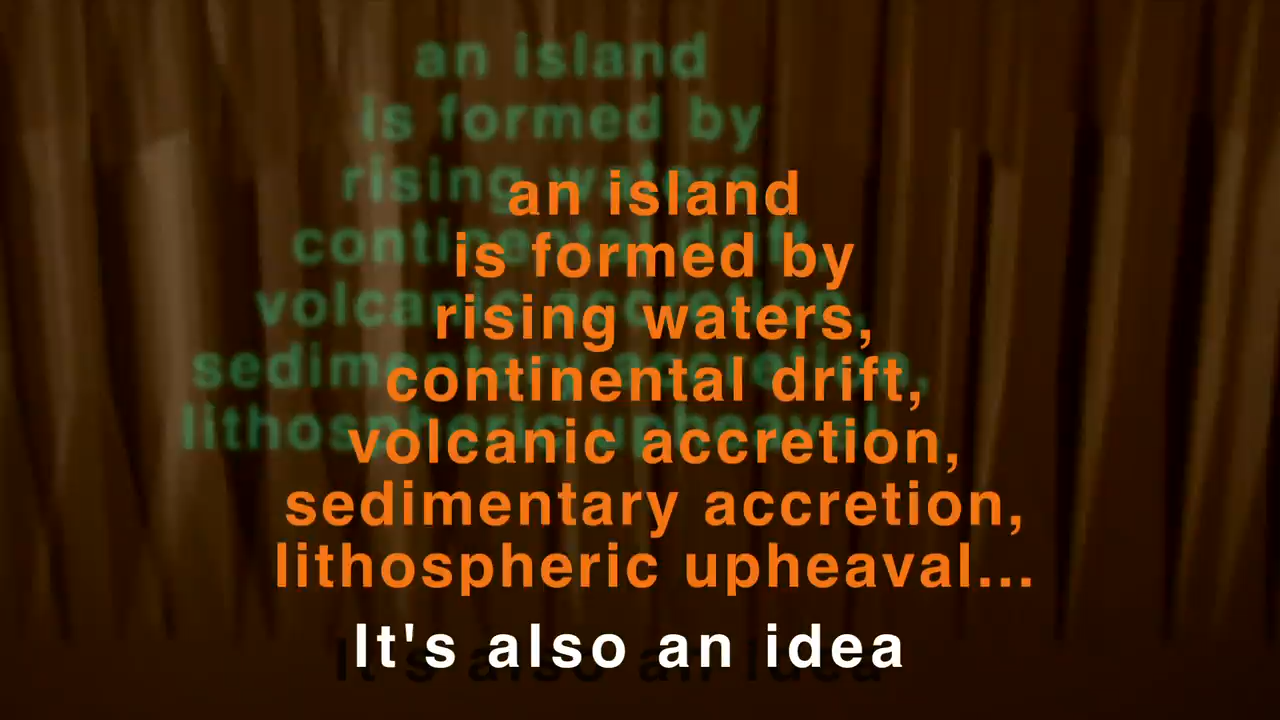 an island
is formed by
rising waters,
continental drift,
volcanic accretion,
sedimentary accretion,
lithospheric upheaval...
It's also an idea